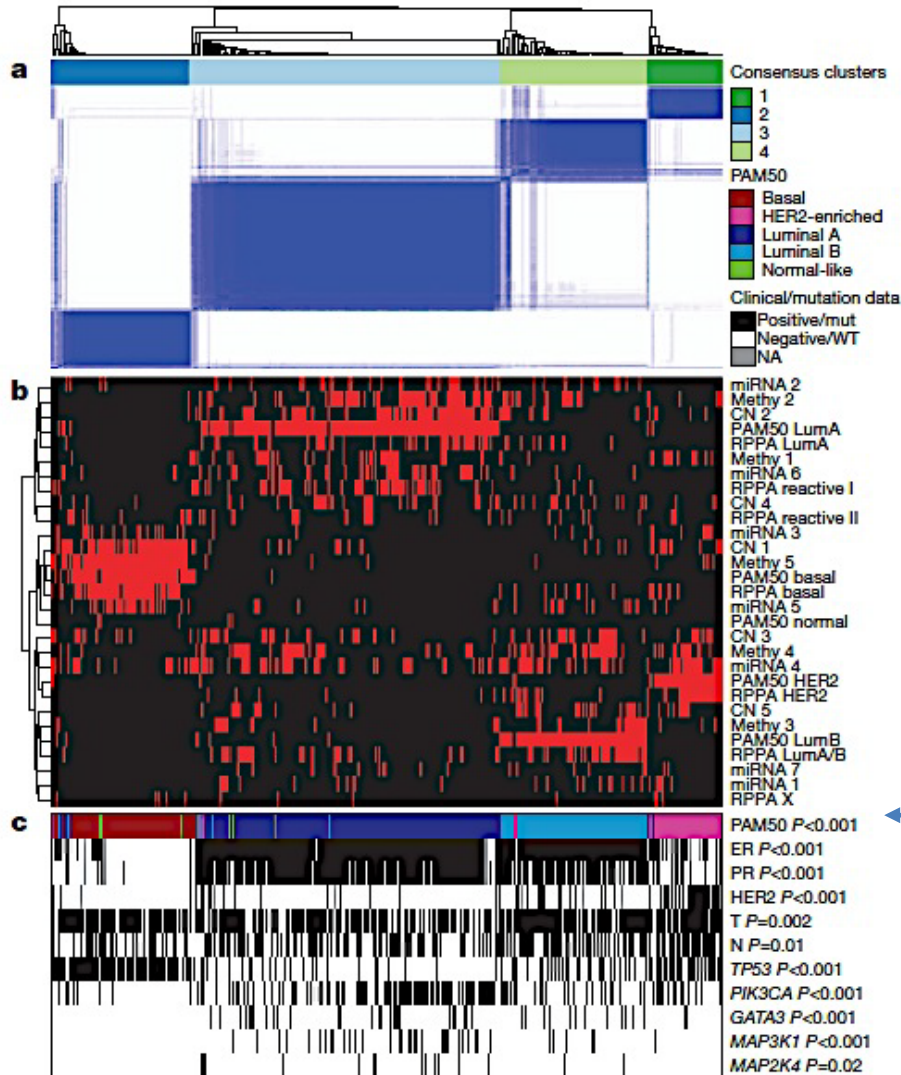 a
Consensus clusters
1
2
3
4
PAM50
Basal
HER2-enriched
Luminal A
Luminal B
Normal-like
Clinical/mutation data
Positive/mut
Negative/WT
NA
b
miRNA 2
Methy 2
CN 2
PAM50 LumA
RPPA LumA
Methy 1
miRNA 6
RPPA reactive I
CN 4
RPPA reactive II
miRNA 3
CN 1
Methy 5
PAM50 basal
RPPA basal
miRNA 5
PAM50 normal
CN 3
Methy 4
miRNA 4
PAM50 HER2
RPPA HER2
CN 5
Methy 3
PAM50 LumB
RPPA LumA/B
miRNA 7
miRNA 1
RPPA X
c
PAM50 P<0.001
ER P<0.001
PR P<0.001
HER2 P<0.001
T P=0.002
N P=0.01
TP53 P<0.001
PIK3CA P<0.001
GATA3 P<0.001
MAP3K1 P<0.001
MAP2K4 P=0.02